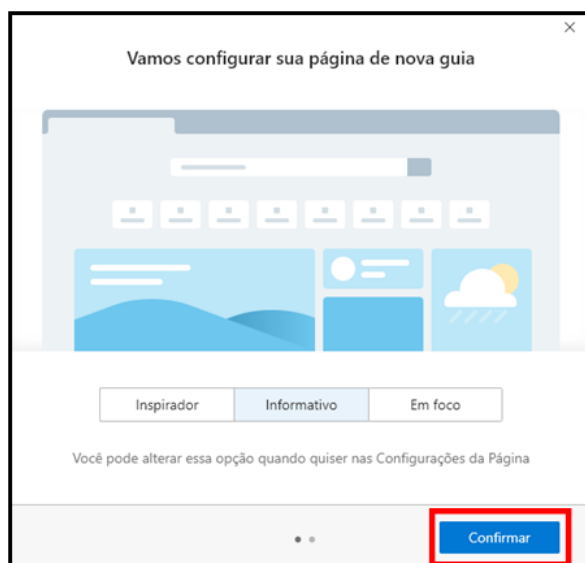 Vamos configurar sua página de nova guia
Inspirador
Informativo
Em foco
Você pode alterar essa opção quando quiser nas Configurações da Página
Confirmar